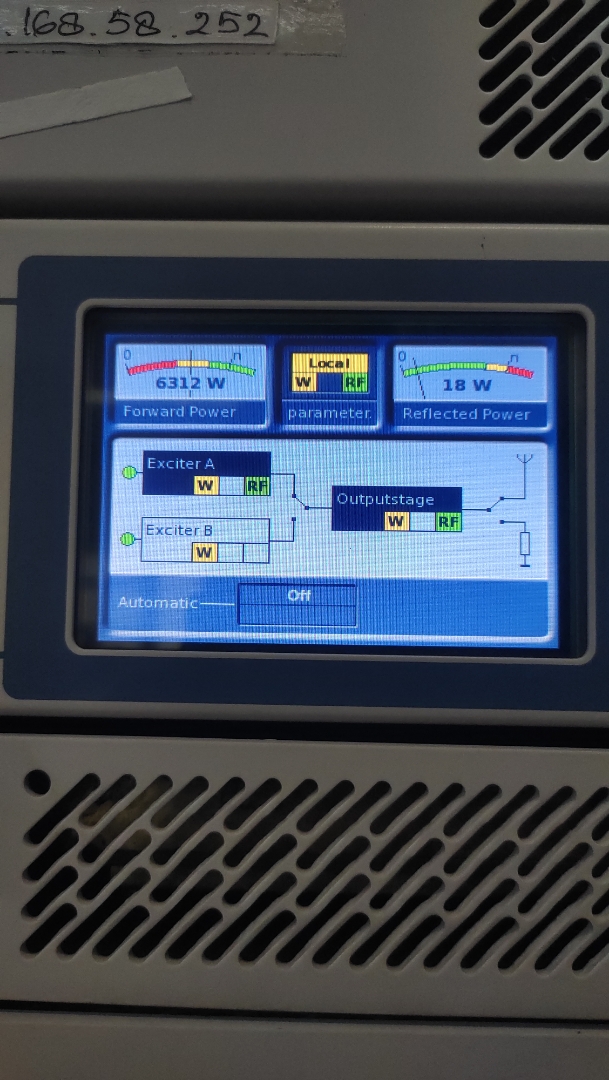 .168.58.252
0 n
6312 W
Forward Power
Local
W RF
parameter.
0 n
18 W
Reflected Power
Exciter A
W RF
Exciter B
W
Outputstage
W RF
Automatic
Off